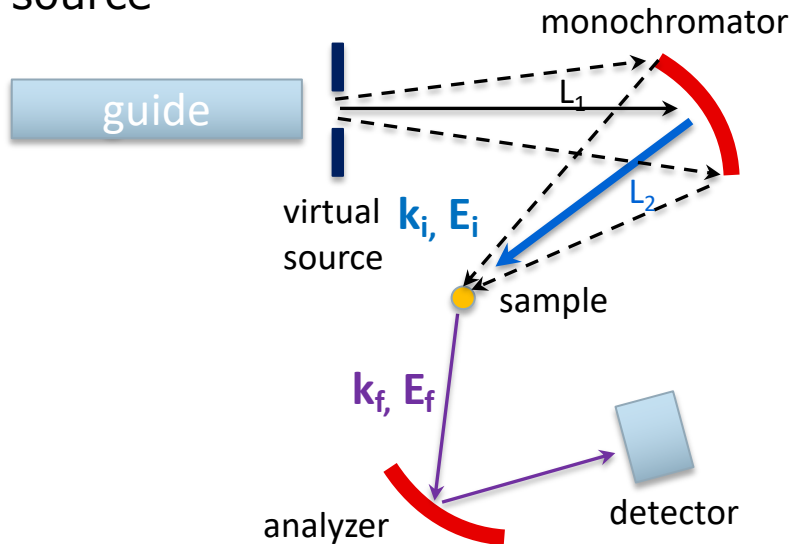 source
monochromator
guide
L1
L2
virtual
source
ki, Ei
sample
kf, Ef
detector
analyzer